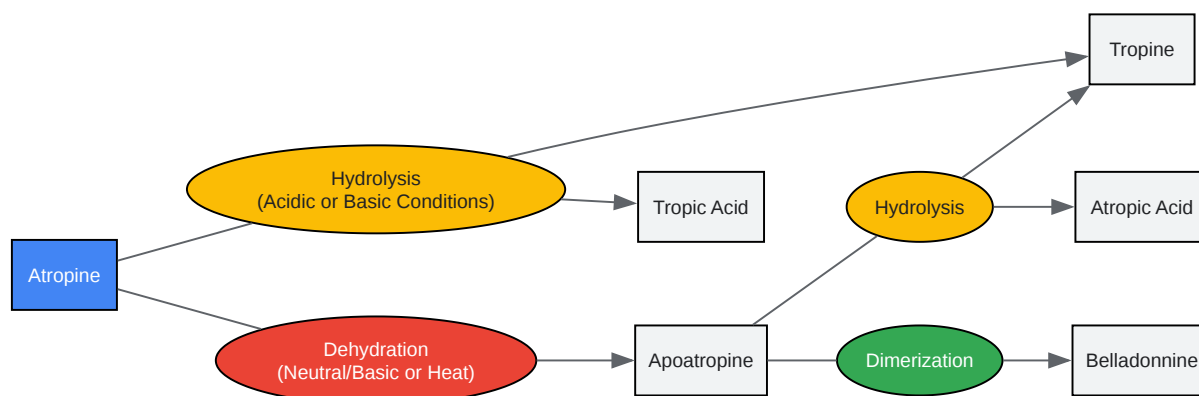 Tropine
Hydrolysis
(Acidic or Basic Conditions)
Tropic Acid
Hydrolysis
Atropic Acid
Atropine
Dehydration
(Neutral/Basic or Heat)
Apoatropine
Dimerization
Belladonnine